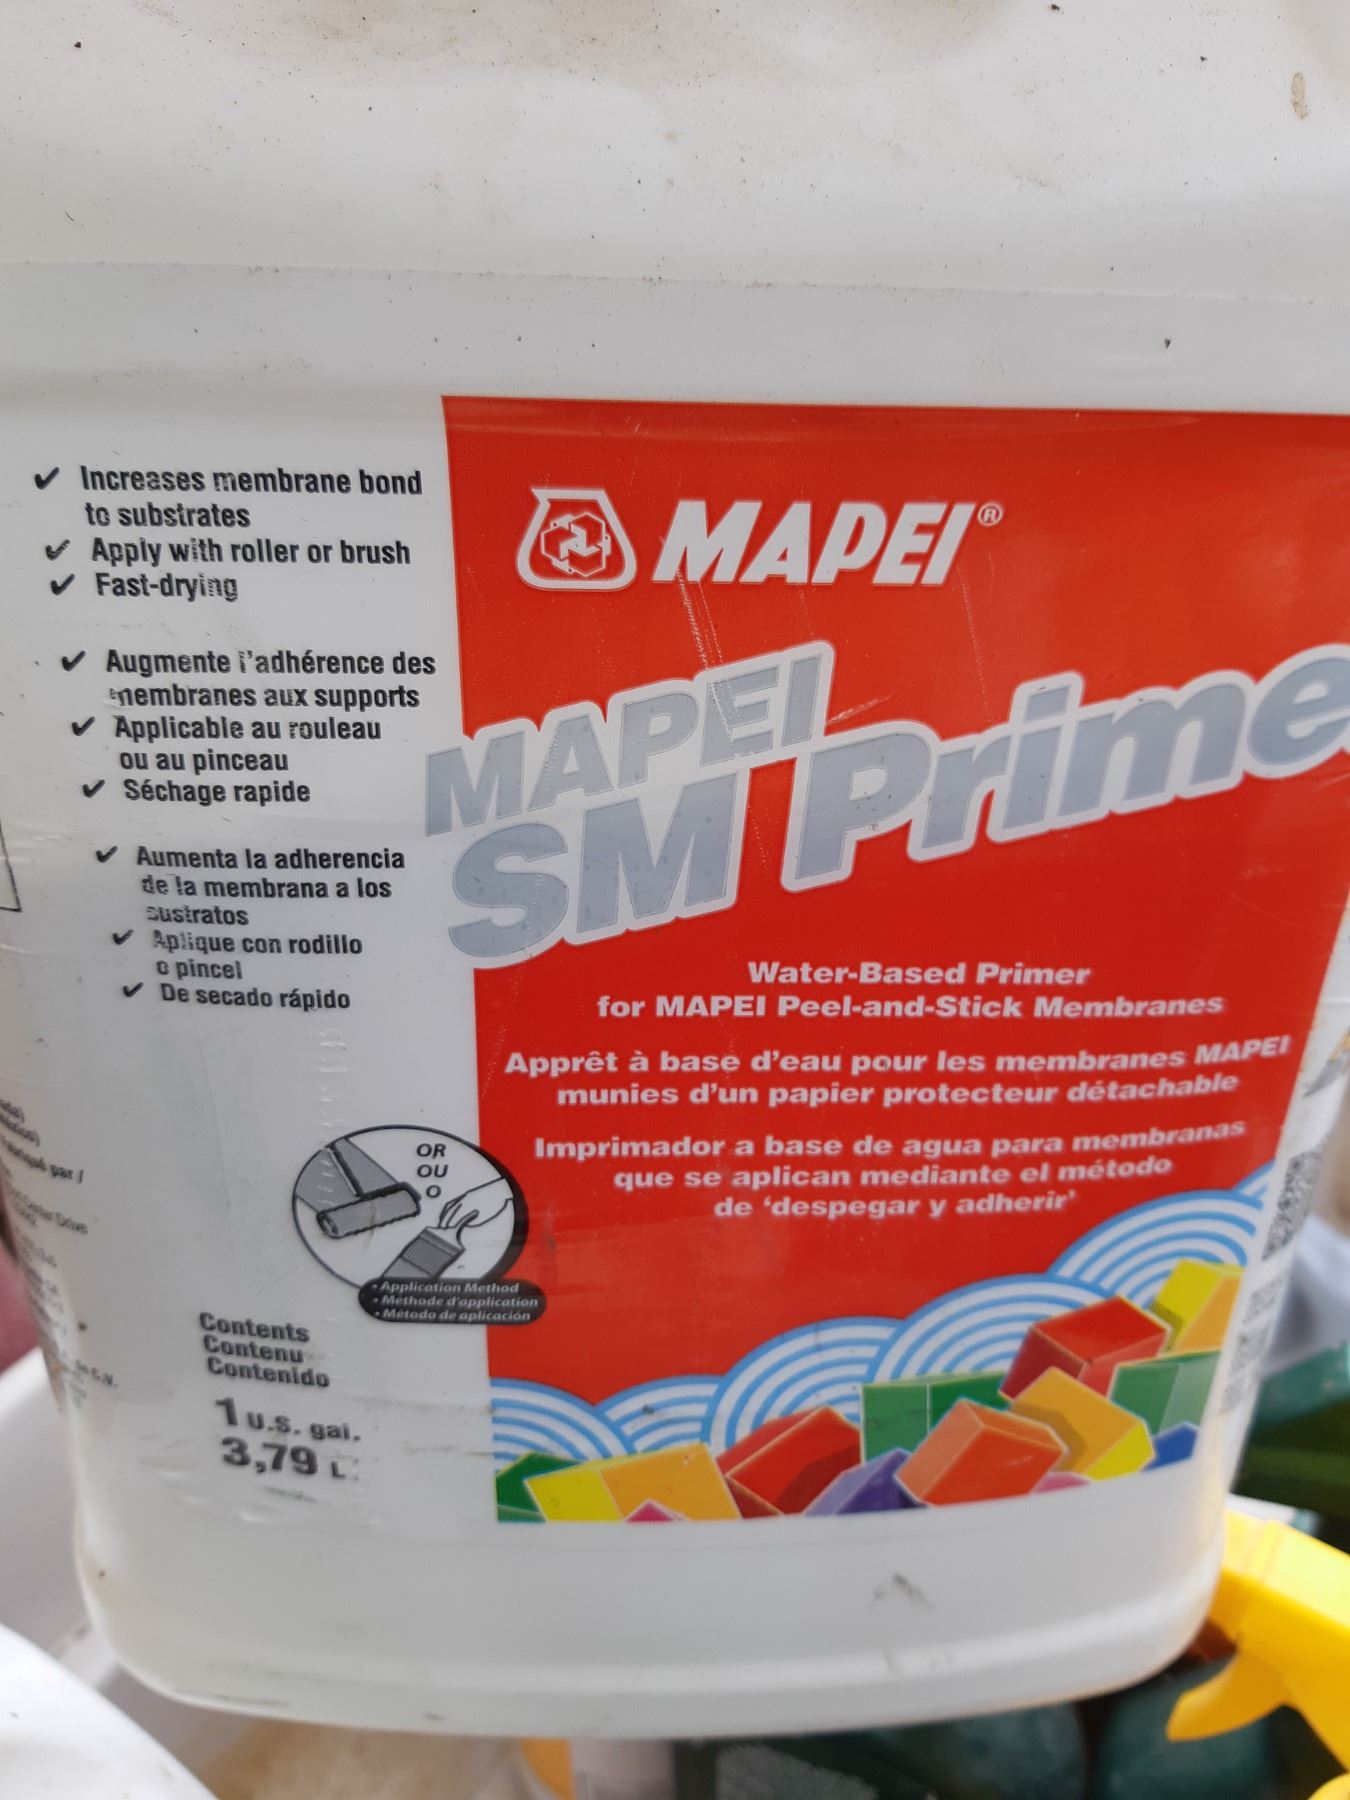 Increases membrane bond
to substrates
Apply with roller or brush
Fast-drying
Augmente l'adhérence des
membranes aux supports
Applicable au rouleau
ou au pinceau
Séchage rapide
Aumenta la adherencia
de la membrana a los
sustratos
Aplique con rodillo
o pincel
De secado rápido
MAPEI®
MAPEI
SM Prime
Water-Based Primer
for MAPEI Peel-and-Stick Membranes
Apprêt à base d'eau pour les membranes MAPEI
munies d'un papier protecteur détachable
Imprimador a base de agua para membranas
que se aplican mediante el método
de 'despegar y adherir'
OR
OU
O
• Application Method
• Méthode d'application
• Método de aplicación
Contents
Contenu
Contenido
1 U.S. gal.
3,79 L
par /
Drive
de C.V.